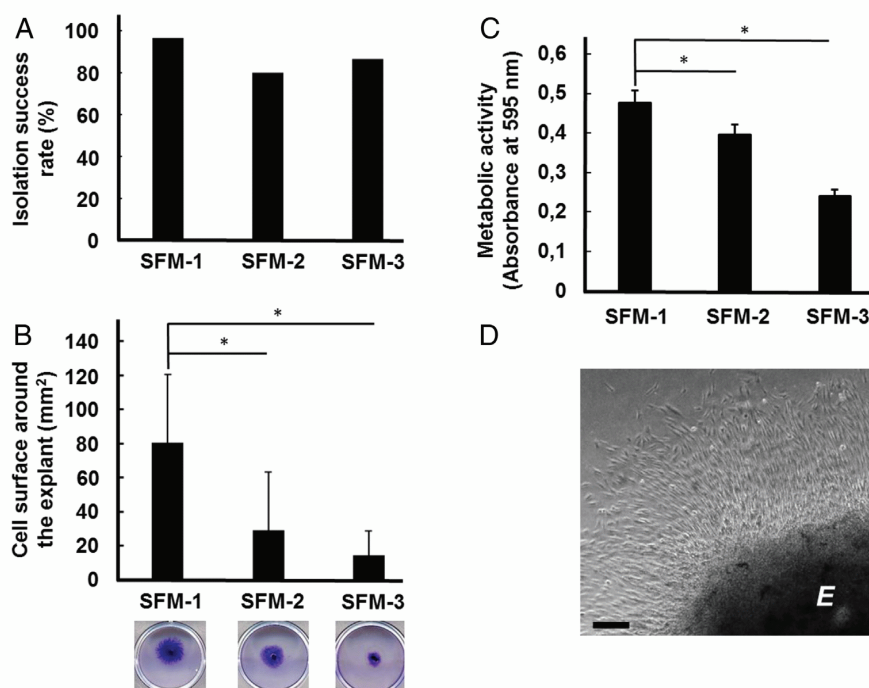 A
Isolation success
rate (%)
100
80
60
40
20
0
SFM-1 SFM-2 SFM-3
B
Cell surface around
the explant (mm²)
140
120
100
80
60
40
20
0
*
*
SFM-1 SFM-2 SFM-3
C
Metabolic activity
(Absorbance at 595 nm)
0,6
0,5
0,4
0,3
0,2
0,1
0
*
*
SFM-1 SFM-2 SFM-3
D
E